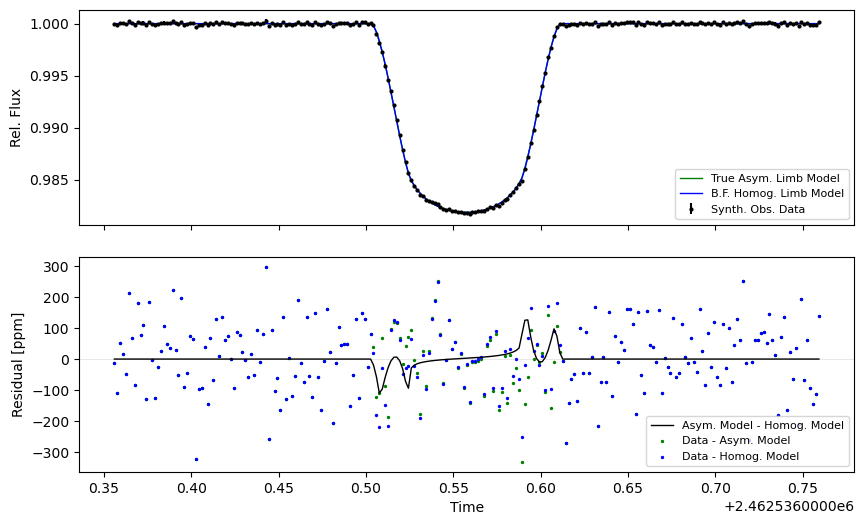 1.000
0.995
0.990
0.985
Rel. Flux
True Asym. Limb Model
B.F. Homog. Limb Model
Synth. Obs. Data
300
200
100
0
−100
−200
−300
Residual [ppm]
Asym. Model - Homog. Model
Data - Asym. Model
Data - Homog. Model
0.35 0.40 0.45 0.50 0.55 0.60 0.65 0.70 0.75
Time
+2.4625360000e6